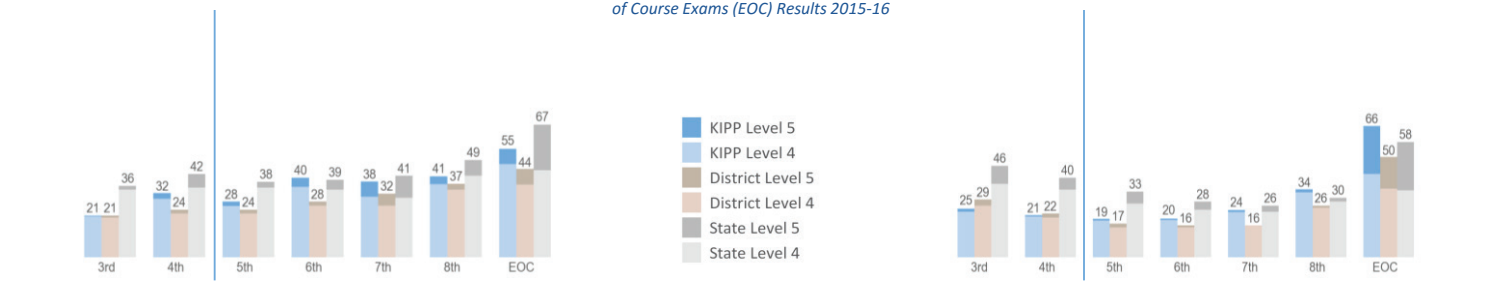 of Course Exams (EOC) Results 2015-16
21 21 36
32 24 42
28 24 38
40 28 39
38 32 41
41 37 49
55 44 67
3rd 4th 5th 6th 7th 8th EOC
KIPP Level 5
KIPP Level 4
District Level 5
District Level 4
State Level 5
State Level 4
25 29 46
21 22 40
19 17 33
20 16 28
24 16 26
34 26 30
66 50 58
3rd 4th 5th 6th 7th 8th EOC